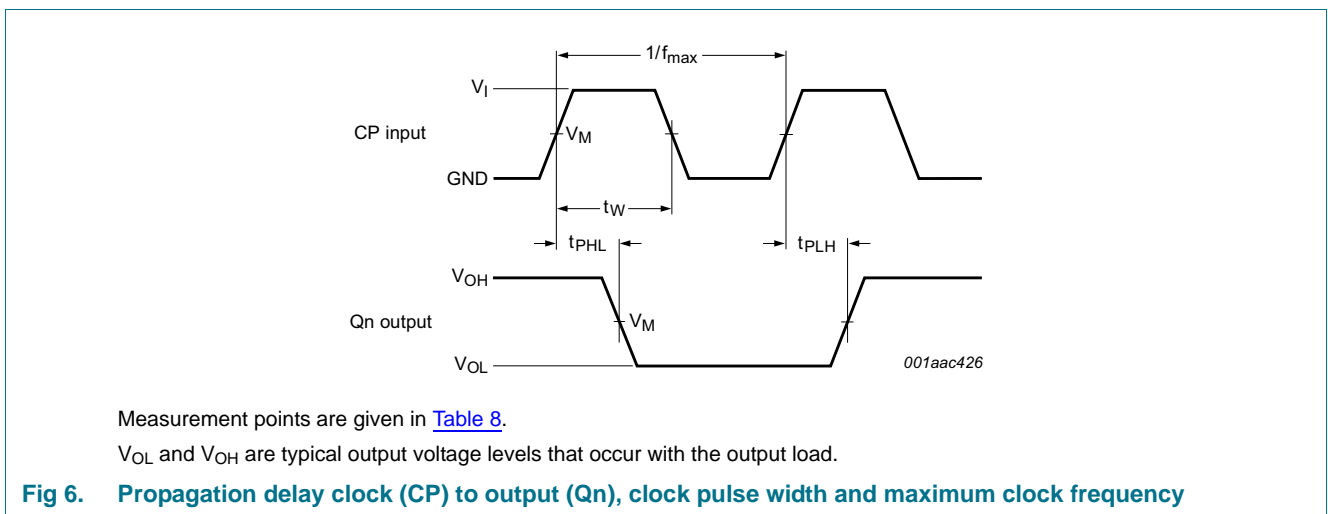 1/fmax
VI
CP input
VM
GND
tW
tPHL
tPLH
VOH
Qn output
VM
VOL
001aac426
Measurement points are given in Table 8.
VOL and VOH are typical output voltage levels that occur with the output load.
Fig 6. Propagation delay clock (CP) to output (Qn), clock pulse width and maximum clock frequency